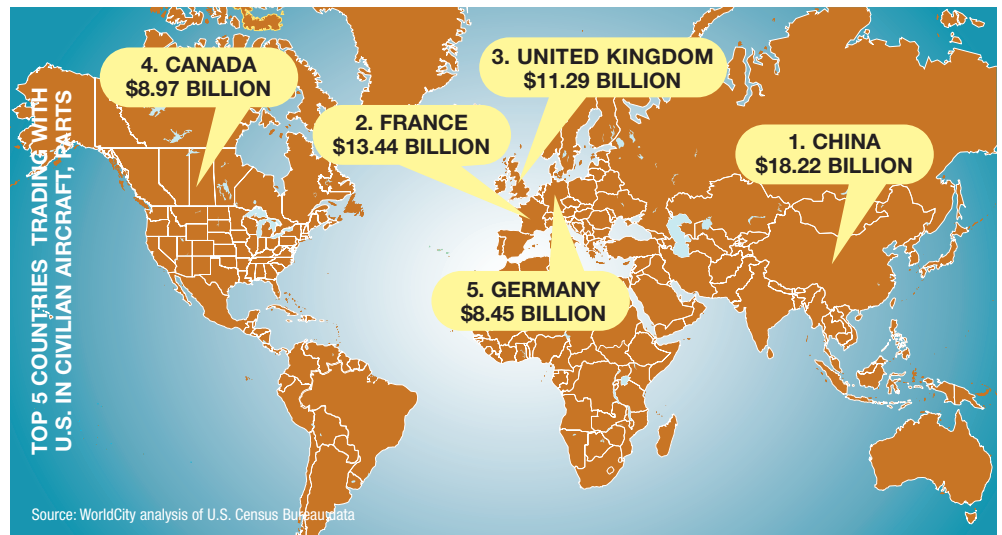 TOP 5 COUNTRIES TRADING WITH
U.S. IN CIVILIAN AIRCRAFT, PARTS
4. CANADA
$8.97 BILLION
3. UNITED KINGDOM
$11.29 BILLION
2. FRANCE
$13.44 BILLION
1. CHINA
$18.22 BILLION
5. GERMANY
$8.45 BILLION
Source: WorldCity analysis of U.S. Census Bureau data